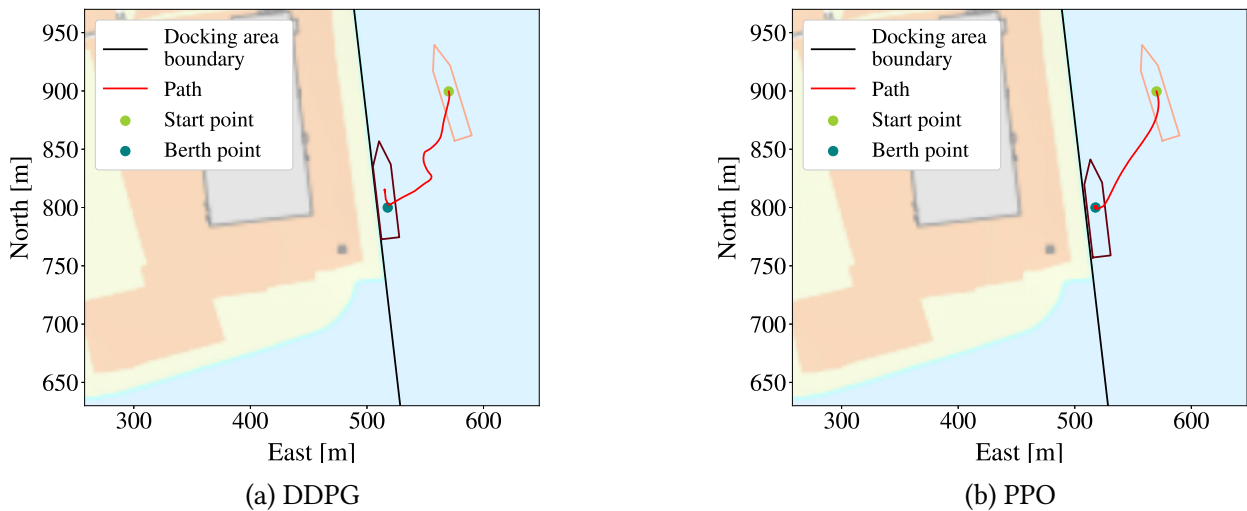 950
900
850
800
750
700
650
North [m]
Docking area
boundary
Path
Start point
Berth point
300
400
500
600
East [m]
(a) DDPG
950
900
850
800
750
700
650
North [m]
Docking area
boundary
Path
Start point
Berth point
300
400
500
600
East [m]
(b) PPO